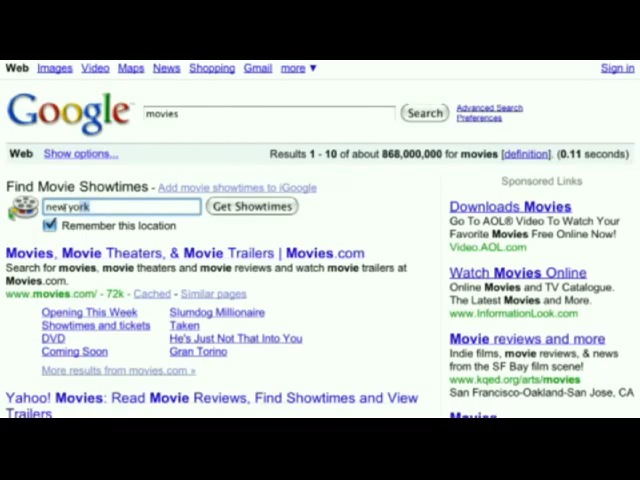 Web Images Video Maps News Shopping Gmail more ▼ Sign in
Google movies Search Advanced Search
Preferences
Web Show options... Results 1 - 10 of about 868,000,000 for movies [definition]. (0.11 seconds)
Find Movie Showtimes - Add movie showtimes to iGoogle
new york Get Showtimes
Remember this location
Movies, Movie Theaters, & Movie Trailers | Movies.com
Search for movies, movie theaters and movie reviews and watch movie trailers at
Movies.com.
www.movies.com/ - 72k - Cached - Similar pages
Opening This Week Slumdog Millionaire
Showtimes and tickets Taken
DVD He's Just Not That Into You
Coming Soon Gran Torino
More results from movies.com »
Yahoo! Movies: Read Movie Reviews, Find Showtimes and View
Trailers
Sponsored Links
Downloads Movies
Go To AOL® Video To Watch Your
Favorite Movies Free Online Now!
Video.AOL.com
Watch Movies Online
Movies and TV Catalogue.
The Latest Movies and More.
www.InformationLook.com
Movie reviews and more
Indie films, movie reviews, & news
from the SF Bay film scene!
www.kqed.org/arts/movies
San Francisco-Oakland-San Jose, CA
Movies